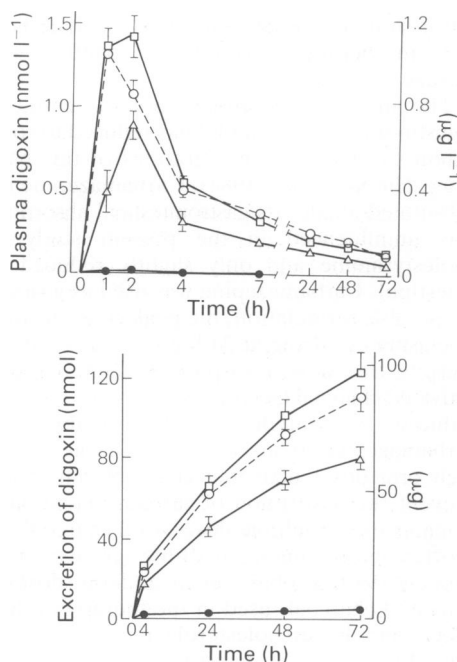 1.5
1.0
0.5
0
Plasma digoxin (nmol l⁻¹)
1.2
0.8
0.4
0
(µg l⁻¹)
0 1 2 4 7 24 48 72
Time (h)
120
80
40
0
Excretion of digoxin (nmol)
100
50
0
(µg)
0 4 24 48 72
Time (h)